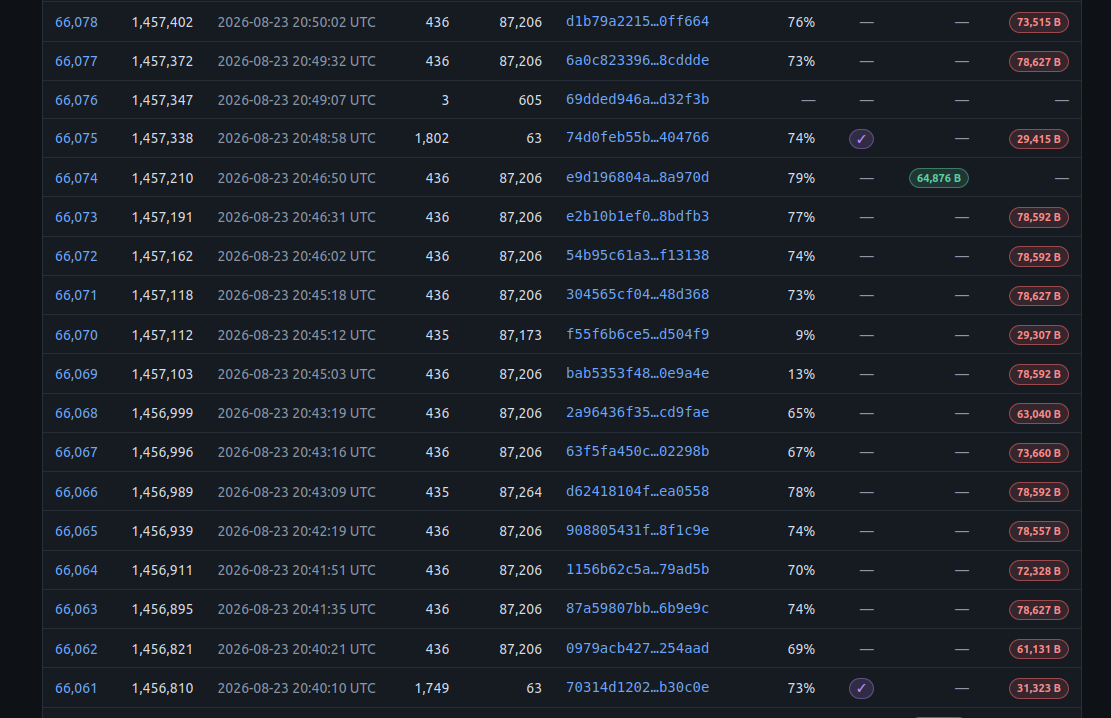 66,078 1,457,402 2026-08-23 20:50:02 UTC 436 87,206 d1b79a2215…0ff664 76% — — 73,515 B
66,077 1,457,372 2026-08-23 20:49:32 UTC 436 87,206 6a0c823396…8cddde 73% — — 78,627 B
66,076 1,457,347 2026-08-23 20:49:07 UTC 3 605 69dded946a…d32f3b — — — —
66,075 1,457,338 2026-08-23 20:48:58 UTC 1,802 63 74d0feb55b…404766 74% ✓ — 29,415 B
66,074 1,457,210 2026-08-23 20:46:50 UTC 436 87,206 e9d196804a…8a970d 79% — 64,876 B —
66,073 1,457,191 2026-08-23 20:46:31 UTC 436 87,206 e2b10b1ef0…8bdfb3 77% — — 78,592 B
66,072 1,457,162 2026-08-23 20:46:02 UTC 436 87,206 54b95c61a3…f13138 74% — — 78,592 B
66,071 1,457,118 2026-08-23 20:45:18 UTC 436 87,206 304565cf04…48d368 73% — — 78,627 B
66,070 1,457,112 2026-08-23 20:45:12 UTC 435 87,173 f55f6b6ce5…d504f9 9% — — 29,307 B
66,069 1,457,103 2026-08-23 20:45:03 UTC 436 87,206 bab5353f48…0e9a4e 13% — — 78,592 B
66,068 1,456,999 2026-08-23 20:43:19 UTC 436 87,206 2a96436f35…cd9fae 65% — — 63,040 B
66,067 1,456,996 2026-08-23 20:43:16 UTC 436 87,206 63f5fa450c…02298b 67% — — 73,660 B
66,066 1,456,989 2026-08-23 20:43:09 UTC 435 87,264 d62418104f…ea0558 78% — — 78,592 B
66,065 1,456,939 2026-08-23 20:42:19 UTC 436 87,206 908805431f…8f1c9e 74% — — 78,557 B
66,064 1,456,911 2026-08-23 20:41:51 UTC 436 87,206 1156b62c5a…79ad5b 70% — — 72,328 B
66,063 1,456,895 2026-08-23 20:41:35 UTC 436 87,206 87a59807bb…6b9e9c 74% — — 78,627 B
66,062 1,456,821 2026-08-23 20:40:21 UTC 436 87,206 0979acb427…254aad 69% — — 61,131 B
66,061 1,456,810 2026-08-23 20:40:10 UTC 1,749 63 70314d1202…b30c0e 73% ✓ — 31,323 B